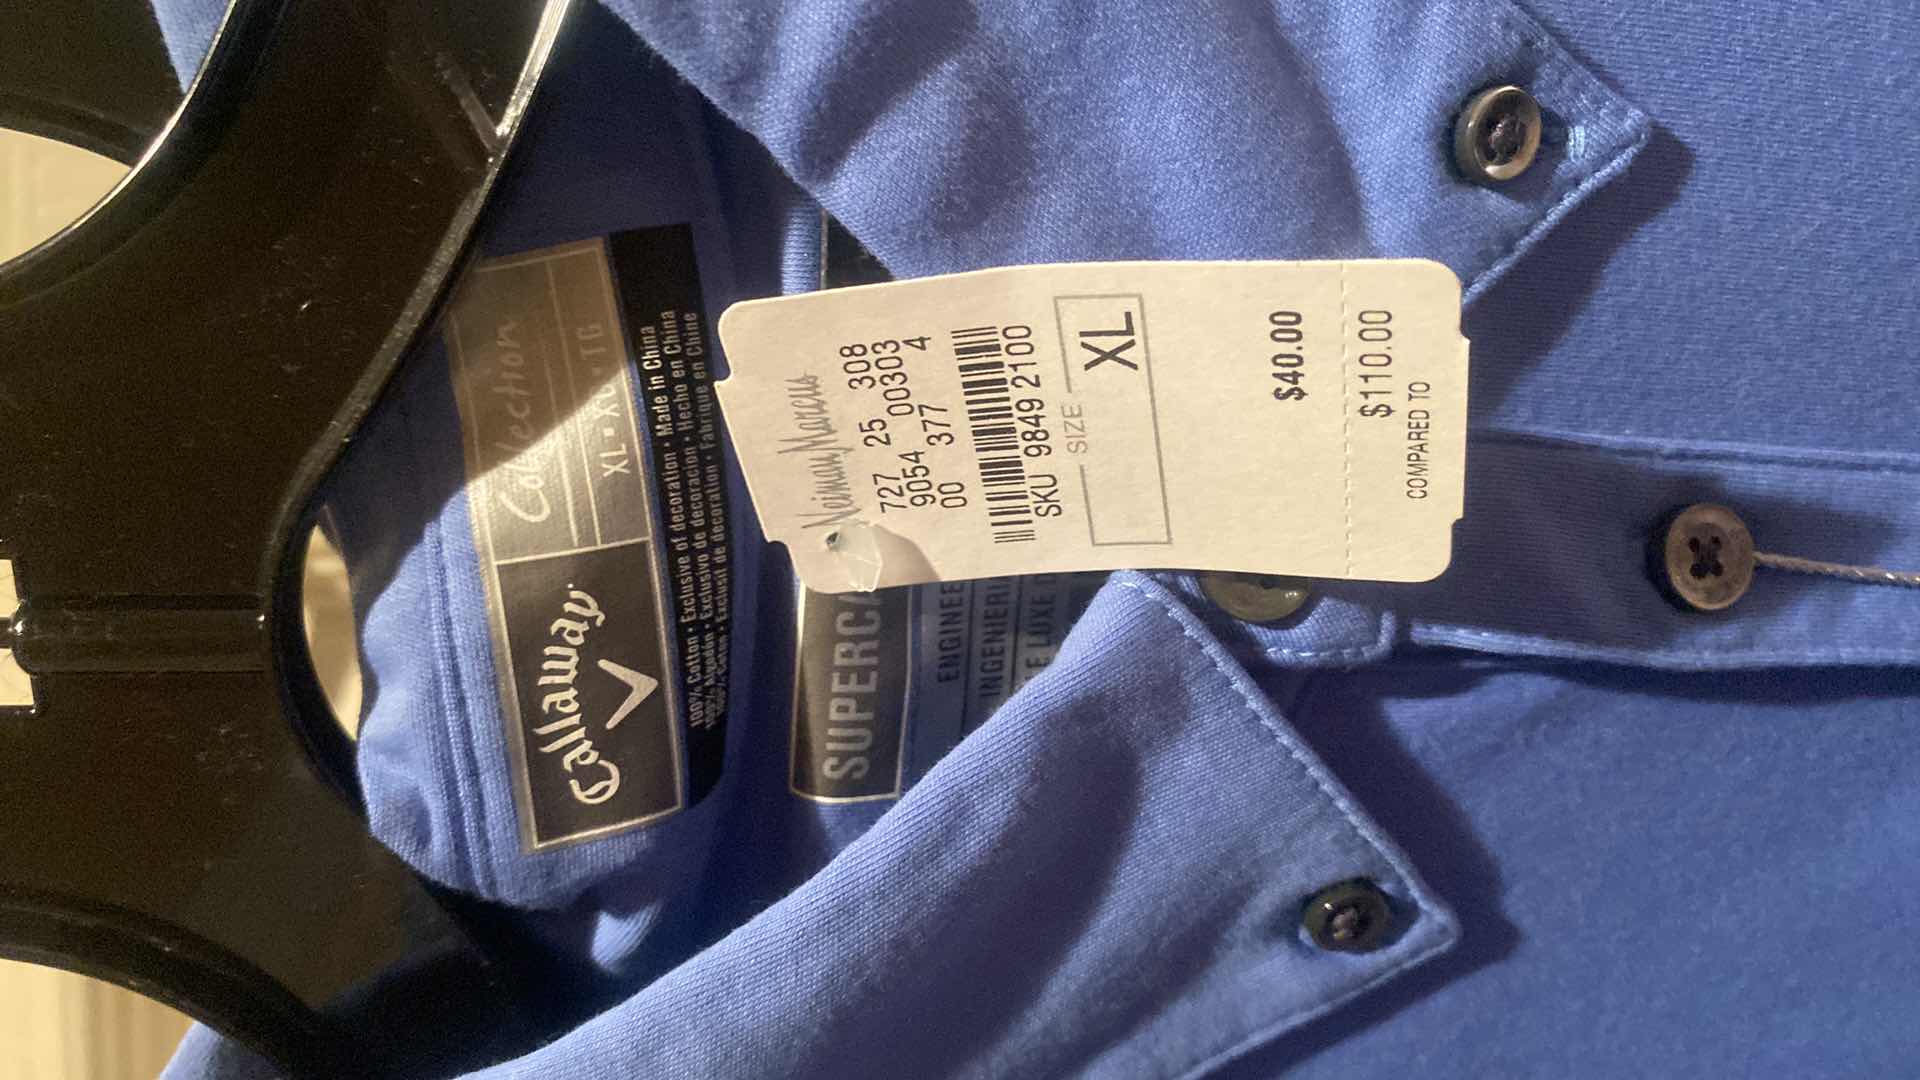 Callaway
Collection
XL • XG • TG
100% Cotton • Exclusive of decoration • Made in China
100% Algodón • Exclusivo de decoración • Hecho en China
100% Coton • Exclusif de décoration • Fabriqué en Chine
SUPERC
ENGINEE
INGENERI
E LUXE D
Neiman Marcus
727 25 308
9054 00303
00 377 4
SKU 9849 2100
SIZE
XL
$40.00
$110.00
COMPARED TO